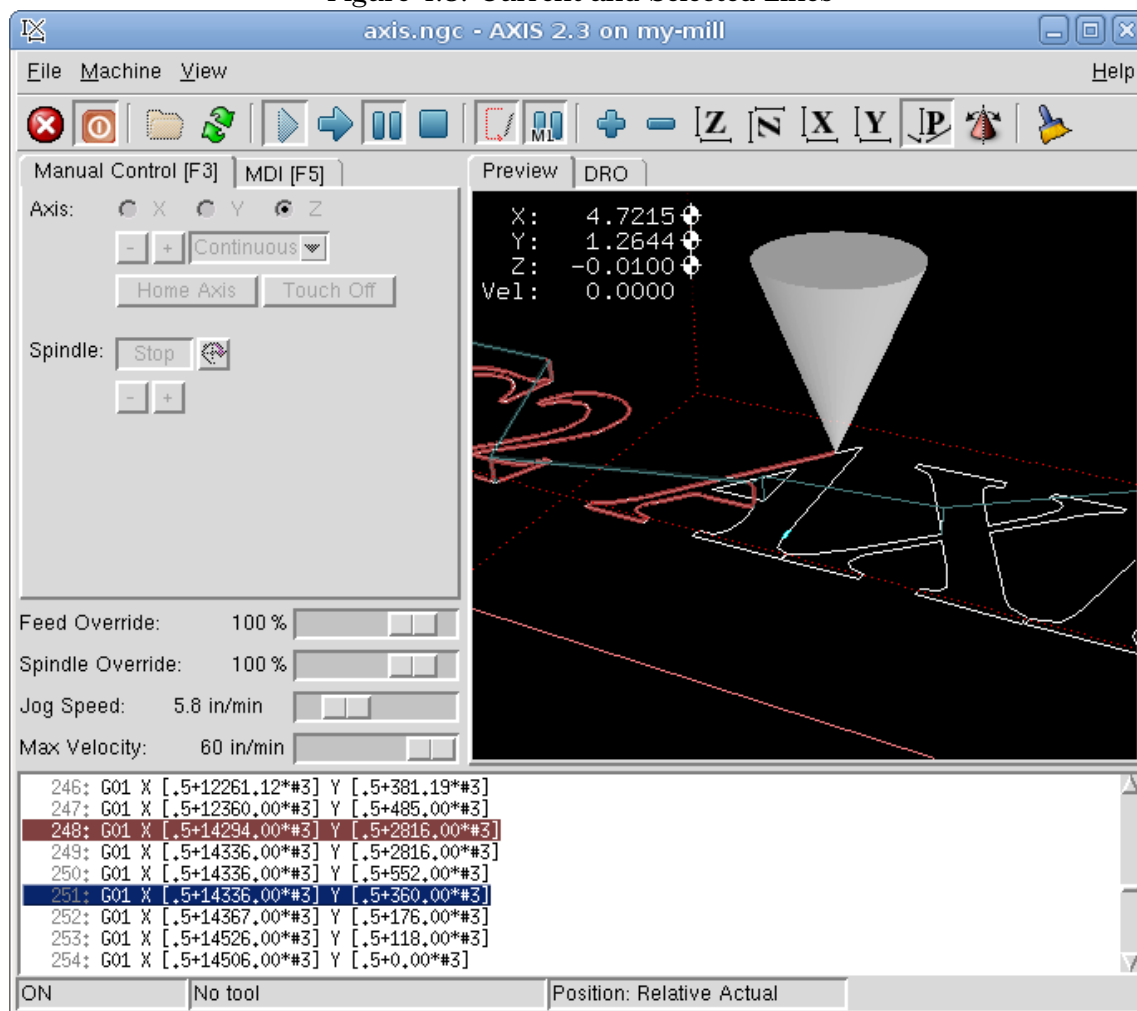 axis.ngc - AXIS 2.3 on my-mill
File Machine View Help
M1 Z N X Y P
Manual Control [F3] MDI [F5] Preview DRO
Axis: X Y Z
- + Continuous
Home Axis Touch Off
Spindle: Stop
- +
X: 4.7215
Y: 1.2644
Z: -0.0100
Vel: 0.0000
Feed Override: 100 %
Spindle Override: 100 %
Jog Speed: 5.8 in/min
Max Velocity: 60 in/min
246: G01 X [.5+12261.12*#3] Y [.5+381.19*#3]
247: G01 X [.5+12360.00*#3] Y [.5+485.00*#3]
248: G01 X [.5+14294.00*#3] Y [.5+2816.00*#3]
249: G01 X [.5+14336.00*#3] Y [.5+2816.00*#3]
250: G01 X [.5+14336.00*#3] Y [.5+552.00*#3]
251: G01 X [.5+14336.00*#3] Y [.5+360.00*#3]
252: G01 X [.5+14367.00*#3] Y [.5+176.00*#3]
253: G01 X [.5+14526.00*#3] Y [.5+118.00*#3]
254: G01 X [.5+14506.00*#3] Y [.5+0.00*#3]
ON No tool Position: Relative Actual